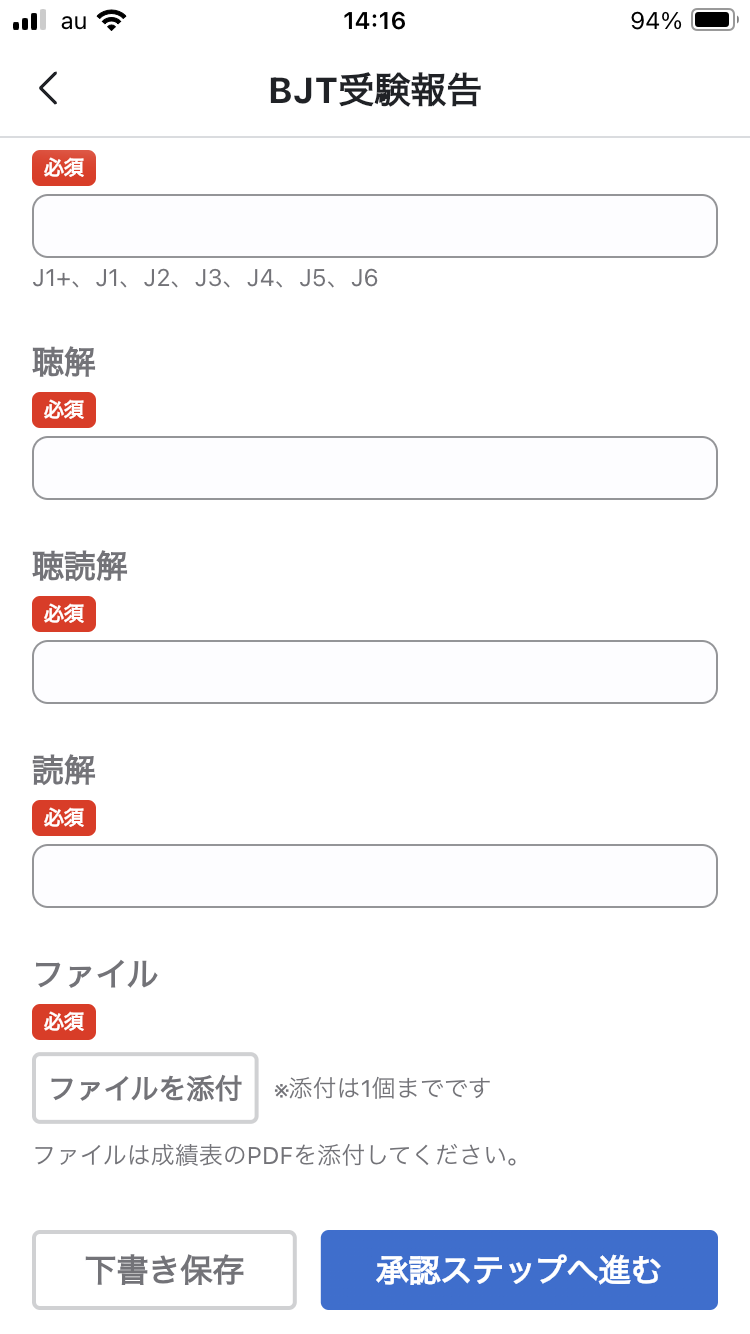 au 14:16 94%
BJT受験報告
必須
J1+、J1、J2、J3、J4、J5、J6
聴解
必須
聴読解
必須
読解
必須
ファイル
必須
ファイルを添付 ※添付は1個までです
ファイルは成績表のPDFを添付してください。
下書き保存 承認ステップへ進む